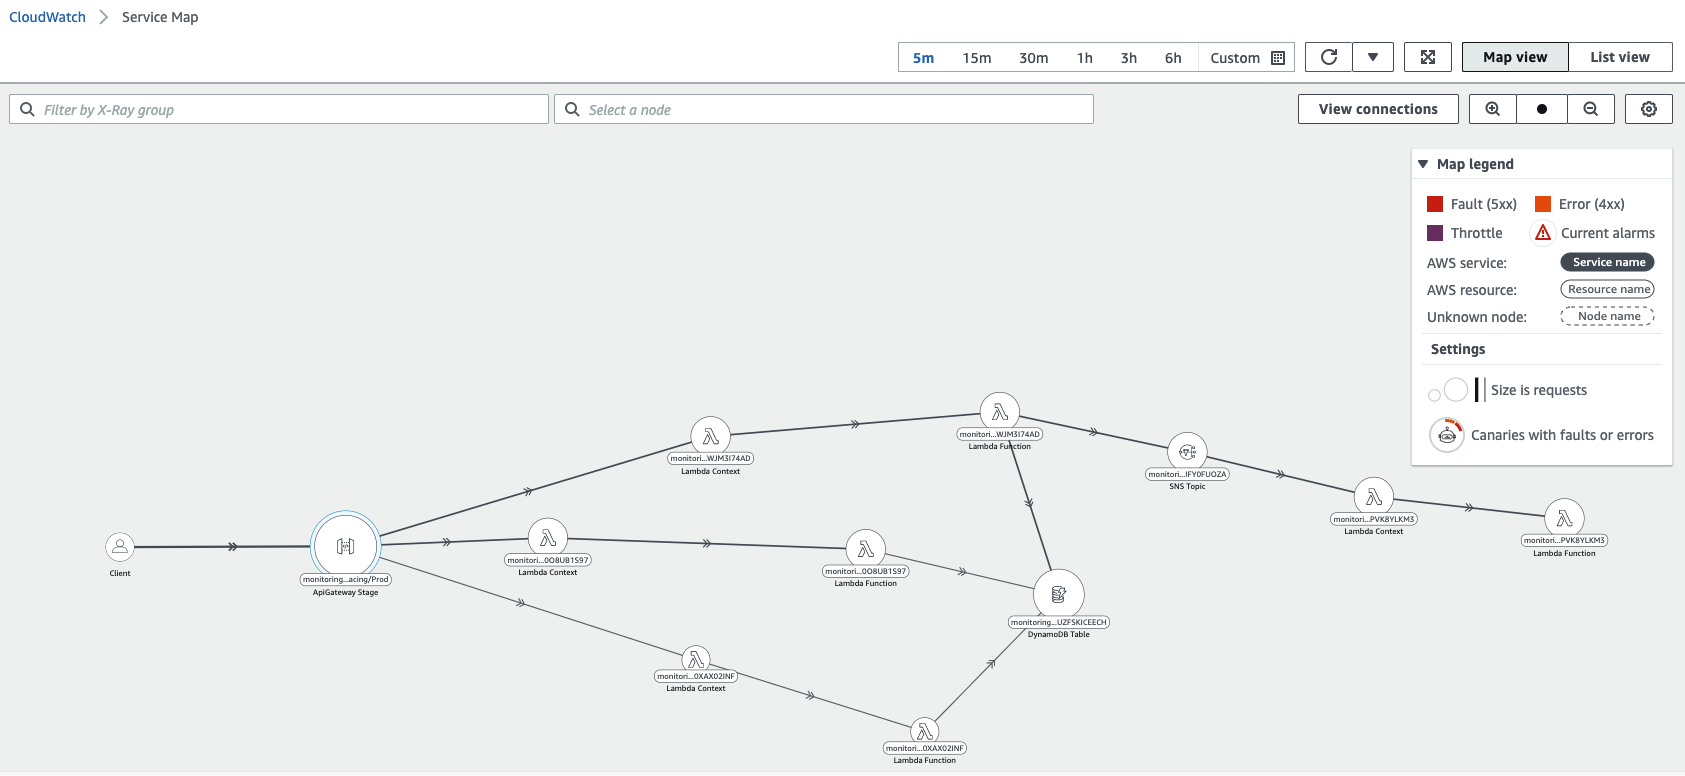 CloudWatch Service Map
5m 15m 30m 1h 3h 6h Custom Map view List view
Filter by X-Ray group Select a node View connections
Map legend
Fault (5xx) Error (4xx)
Throttle Current alarms
AWS service: Service name
AWS resource: Resource name
Unknown node: Node name
Settings
Size is requests
Canaries with faults or errors
monitori...WJM3I74AD
Lambda Function
monitori...WJM3I74AD
Lambda Context
monitori...IFY0FUOZA
SNS Topic
monitori...PVK8YLKM3
Lambda Context
monitori...PVK8YLKM3
Lambda Function
Client
monitoring...acing/Prod
ApiGateway Stage
monitori...0O8UB1S97
Lambda Context
monitori...0O8UB1S97
Lambda Function
monitoring...UZFSKICEECH
DynamoDB Table
monitori...0XAX02INF
Lambda Context
monitori...0XAX02INF
Lambda Function